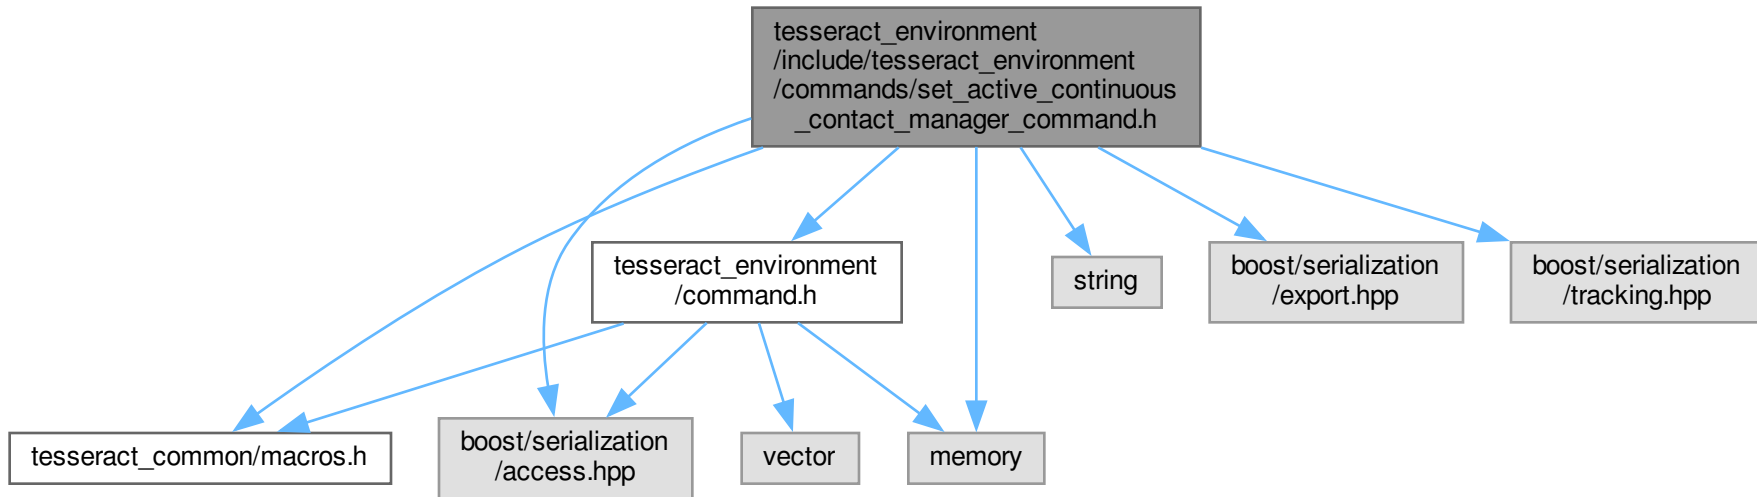 tesseract_environment
/include/tesseract_environment
/commands/set_active_continuous
_contact_manager_command.h
tesseract_environment
/command.h
string
boost/serialization
/export.hpp
boost/serialization
/tracking.hpp
tesseract_common/macros.h
boost/serialization
/access.hpp
vector
memory